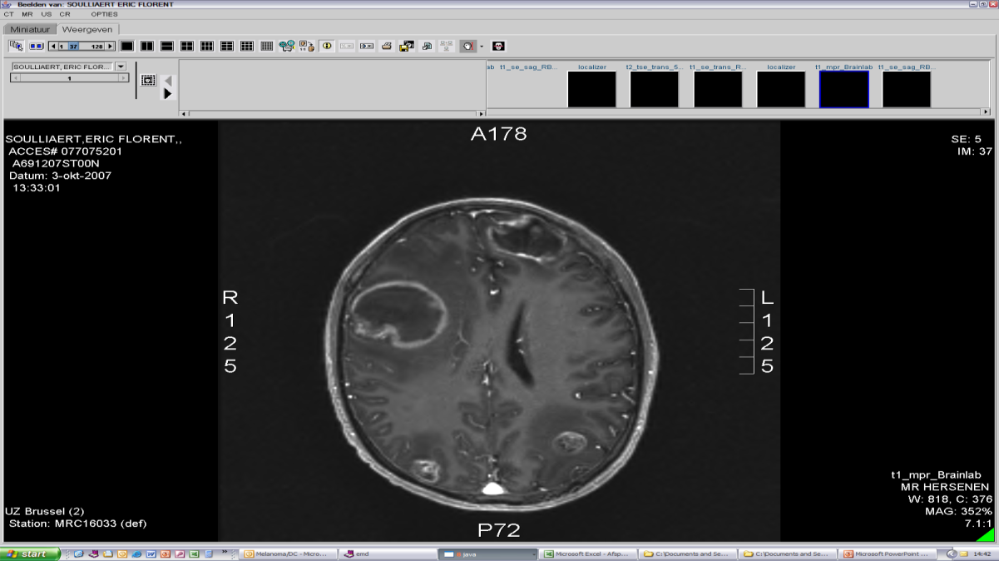 Beelden van: SOULLIAERT ERIC FLORENT
CT MR US CR OPTIES
Miniatuur Weergeven
1 37 128
SOULLIAERT, ERIC FLOR...
1
ab t1_se_sag_RB... localizer t2_tse_trans_5... t1_se_trans_R... localizer t1_mpr_Brainlab t1_se_sag_RB...
SOULLIAERT,ERIC FLORENT,,
ACCES# 077075201
A691207ST00N
Datum: 3-okt-2007
13:33:01
A178
SE: 5
IM: 37
R
1
2
5
L
1
2
5
UZ Brussel (2)
Station: MRC16033 (def)
P72
t1_mpr_Brainlab
MR HERSENEN
W: 818, C: 376
MAG: 352%
7.1:1
start
Melanoma/DC - Micro...
emd
java
Microsoft Excel - Afsp...
C:\Documents and Se...
C:\Documents and Se...
Microsoft PowerPoint ...
14:42